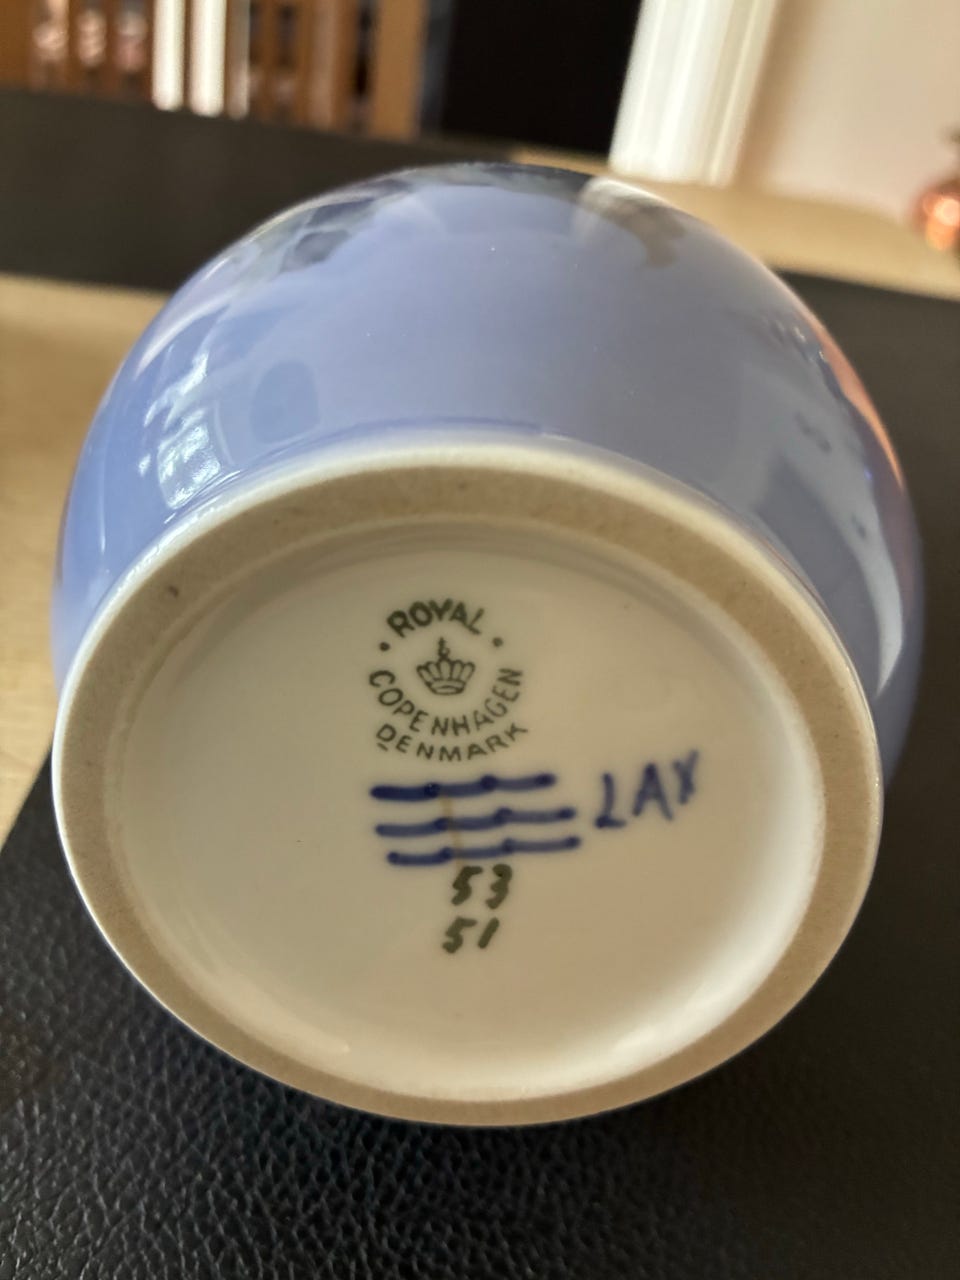 ROYAL
COPENHAGEN
DENMARK
LAX
53
51